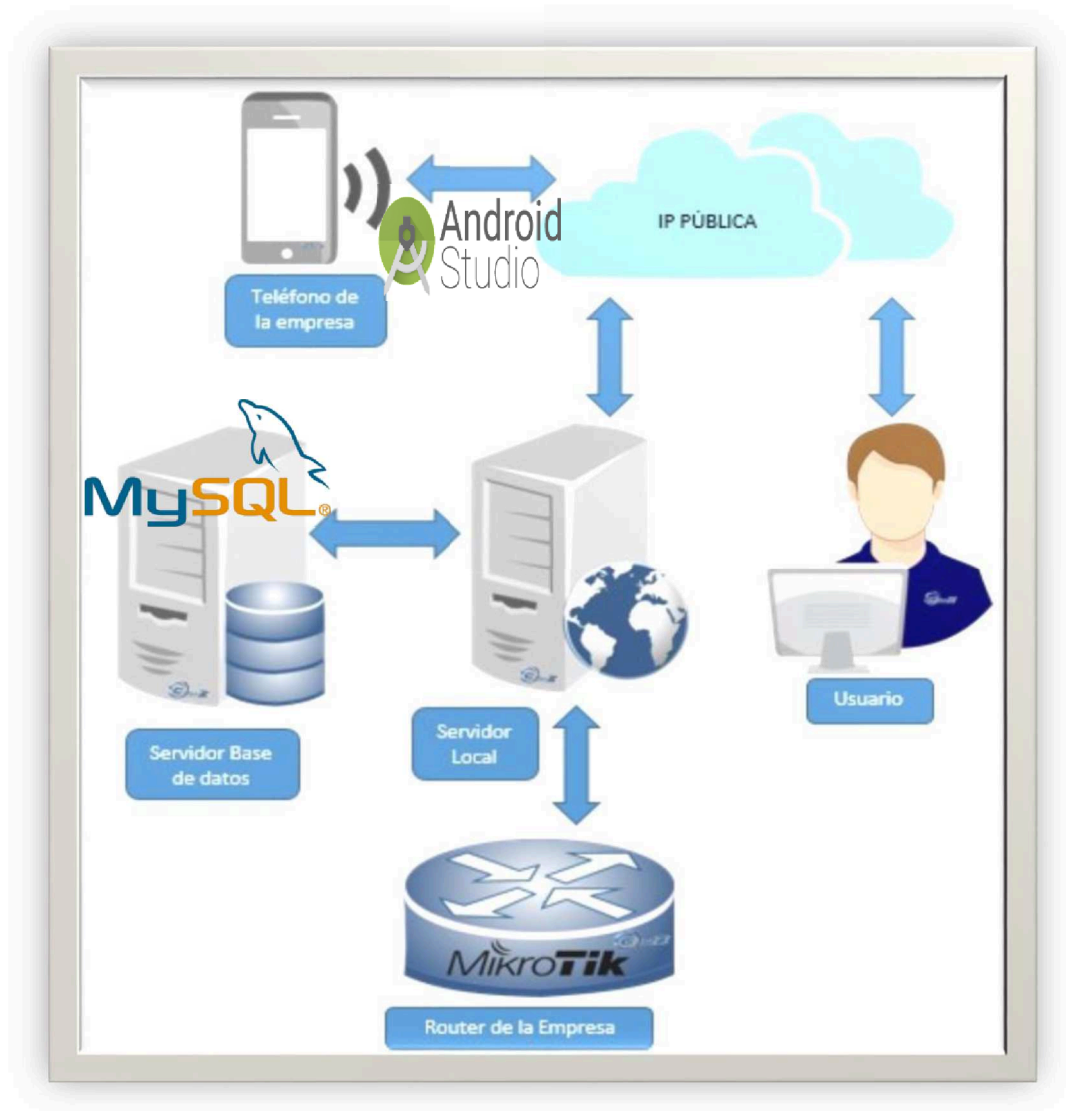 IP PÚBLICA
Android
Studio
Teléfono de
la empresa
MySQL®
Usuario
Servidor Base
de datos
Servidor
Local
MikroTik
Router de la Empresa